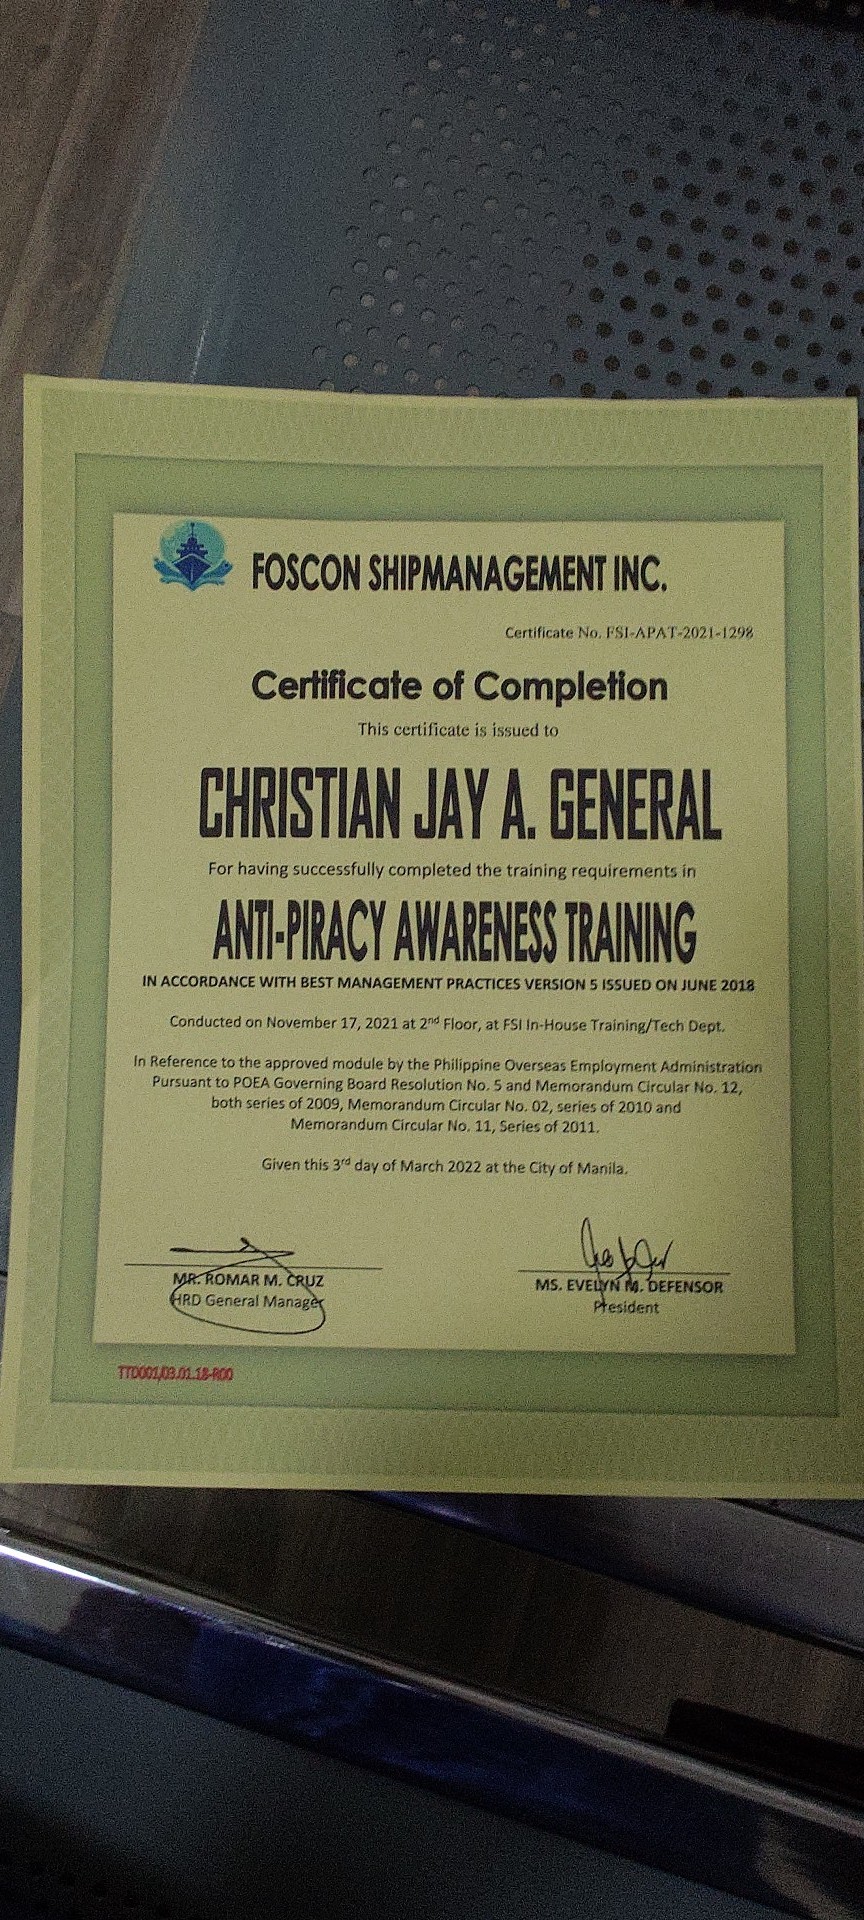 FOSCON SHIPMANAGEMENT INC.
Certificate No. FSI-APAT-2021-1298
Certificate of Completion
This certificate is issued to
CHRISTIAN JAY A. GENERAL
For having successfully completed the training requirements in
ANTI-PIRACY AWARENESS TRAINING
IN ACCORDANCE WITH BEST MANAGEMENT PRACTICES VERSION 5 ISSUED ON JUNE 2018
Conducted on November 17, 2021 at 2nd Floor, at FSI In-House Training/Tech Dept.
In Reference to the approved module by the Philippine Overseas Employment Administration
Pursuant to POEA Governing Board Resolution No. 5 and Memorandum Circular No. 12,
both series of 2009, Memorandum Circular No. 02, series of 2010 and
Memorandum Circular No. 11, Series of 2011.
Given this 3rd day of March 2022 at the City of Manila.
MR. ROMAR M. CRUZ
HRD General Manager
MS. EVELYN M. DEFENSOR
President
TTD001/03.01.18-R00